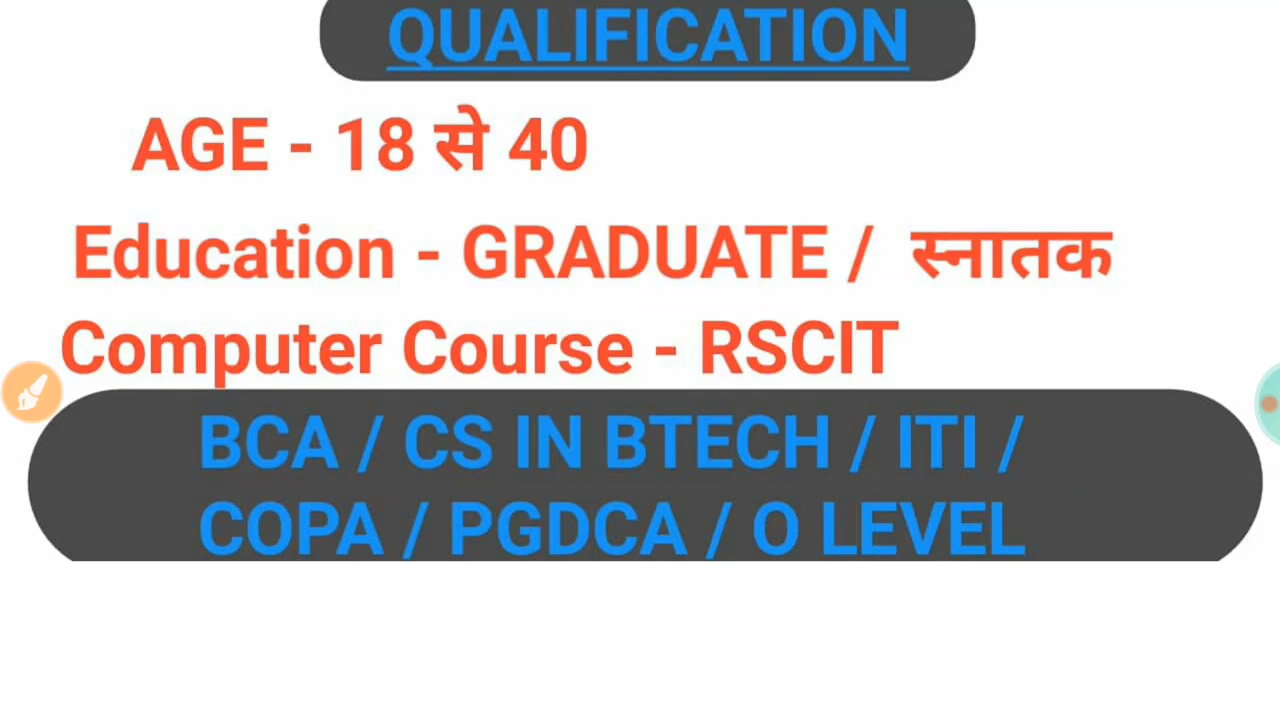 QUALIFICATION
AGE - 18 से 40
Education - GRADUATE / स्नातक
Computer Course - RSCIT
BCA / CS IN BTECH / ITI /
COPA / PGDCA / O LEVEL